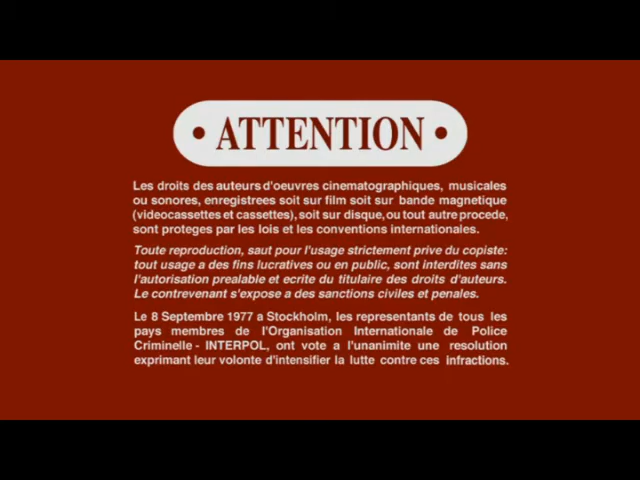 • ATTENTION •
Les droits des auteurs d'oeuvres cinematographiques, musicales
ou sonores, enregistrees soit sur film soit sur bande magnetique
(videocassettes et cassettes), soit sur disque, ou tout autre procede,
sont proteges par les lois et les conventions internationales.
Toute reproduction, saut pour l'usage strictement prive du copiste:
tout usage a des fins lucratives ou en public, sont interdites sans
l'autorisation prealable et ecrite du titulaire des droits d'auteurs.
Le contrevenant s'expose a des sanctions civiles et penales.
Le 8 Septembre 1977 a Stockholm, les representants de tous les
pays membres de l'Organisation Internationale de Police
Criminelle - INTERPOL, ont vote a l'unanimite une resolution
exprimant leur volonte d'intensifier la lutte contre ces infractions.